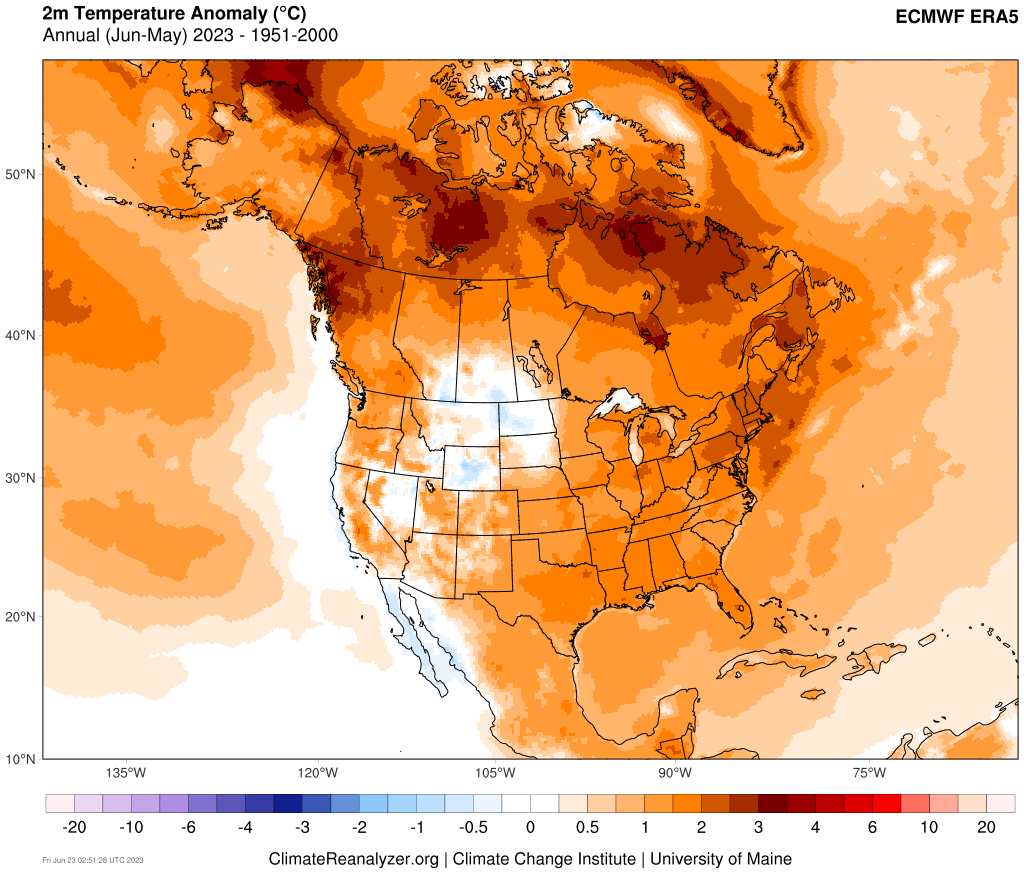 2m Temperature Anomaly (°C)
ECMWF ERA5
Annual (Jun-May) 2023 - 1951-2000
50°N
40°N
30°N
20°N
10°N
135°W 120°W 105°W 90°W 75°W
-20 -10 -6 -4 -3 -2 -1 -0.5 0 0.5 1 2 3 4 6 10 20
Fri Jun 23 02:51:28 UTC 2023
ClimateReanalyzer.org | Climate Change Institute | University of Maine